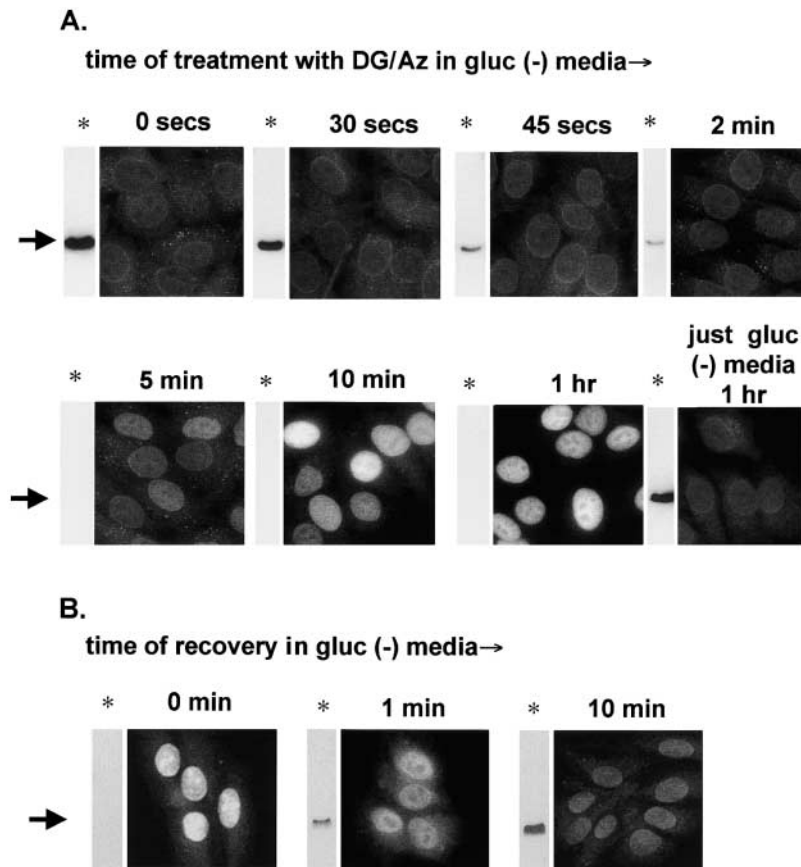 A.
time of treatment with DG/Az in gluc (-) media→
* 0 secs * 30 secs * 45 secs * 2 min
just gluc
(-) media
* 5 min * 10 min * 1 hr * 1 hr
B.
time of recovery in gluc (-) media→
* 0 min * 1 min * 10 min